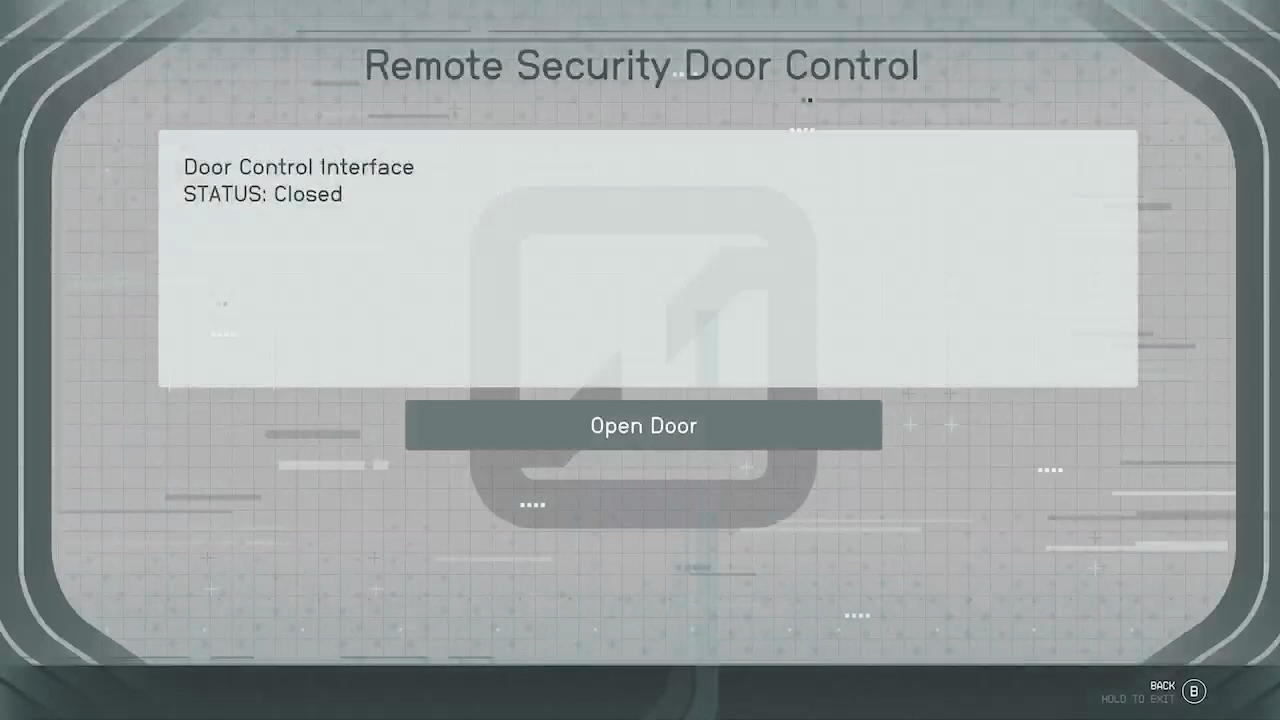 Remote Security Door Control
Door Control Interface
STATUS: Closed
Open Door
BACK
HOLD TO EXIT
B